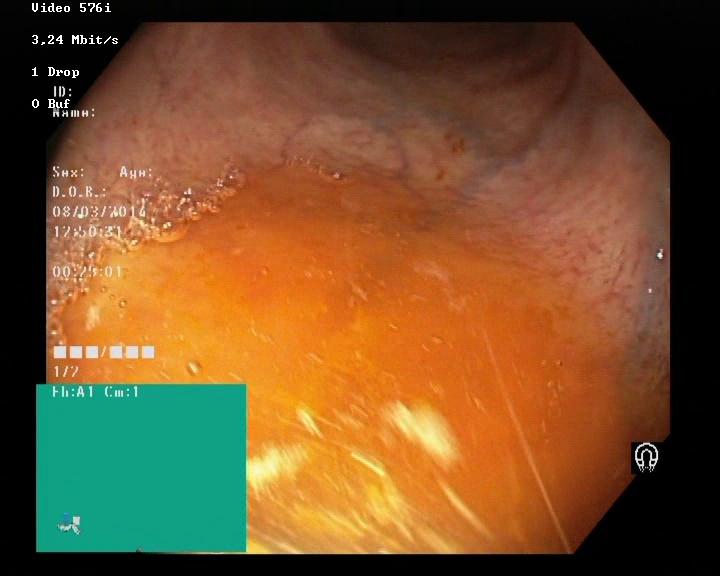 Video 576i
3,24 Mbit/s
1 Drop
ID:
0 Buf
Name:
Sex: Age:
D.O.B.:
08/03/2014
12:50:31
00:25:01
1/2
Eh:A1 Cm:1